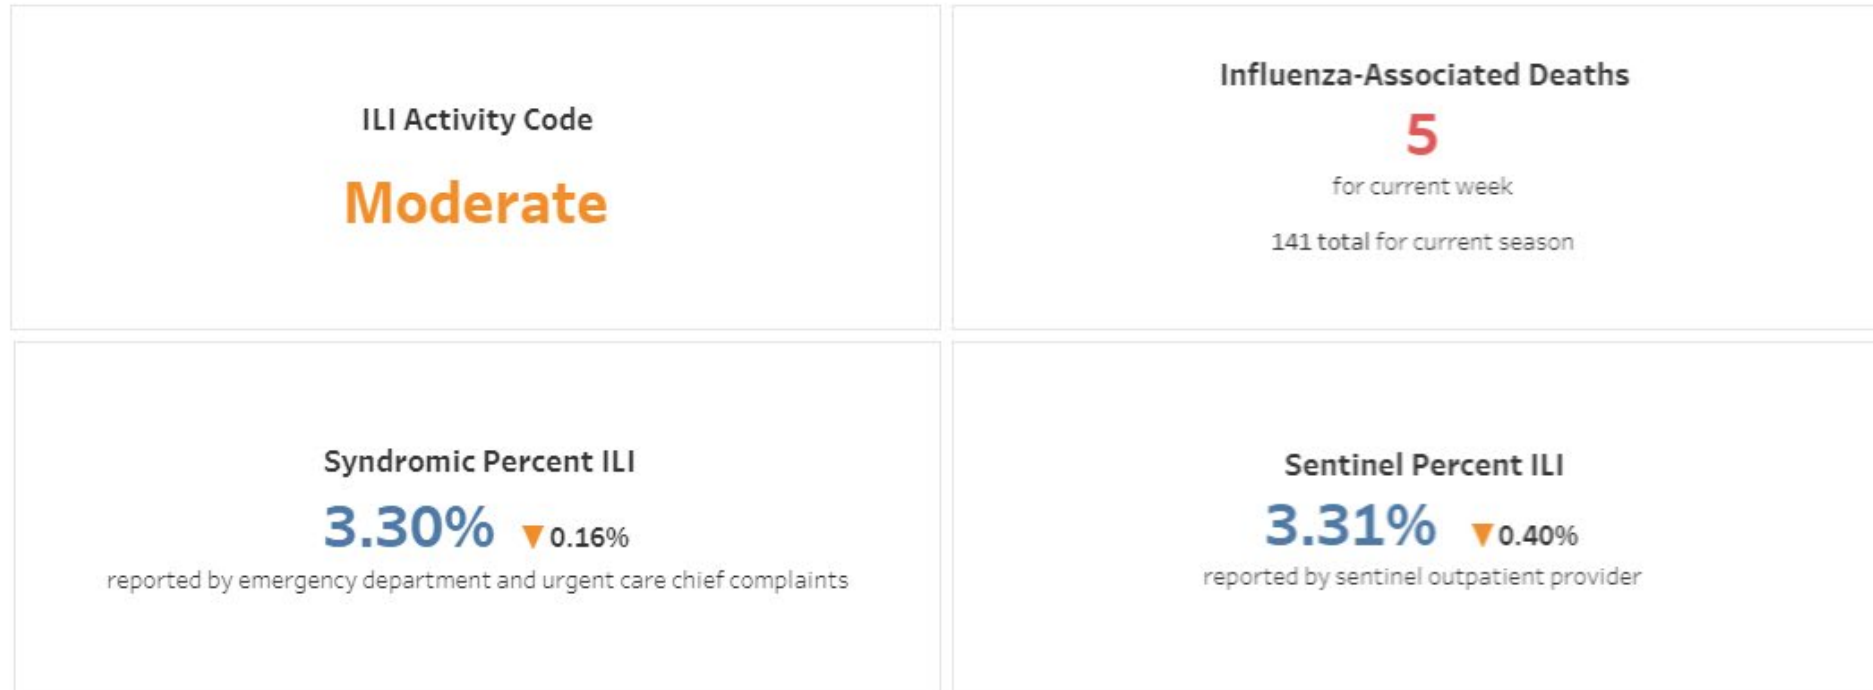 ILI Activity Code
Moderate
Influenza-Associated Deaths
5
for current week
141 total for current season
Syndromic Percent ILI
3.30% ▼0.16%
reported by emergency department and urgent care chief complaints
Sentinel Percent ILI
3.31% ▼0.40%
reported by sentinel outpatient provider